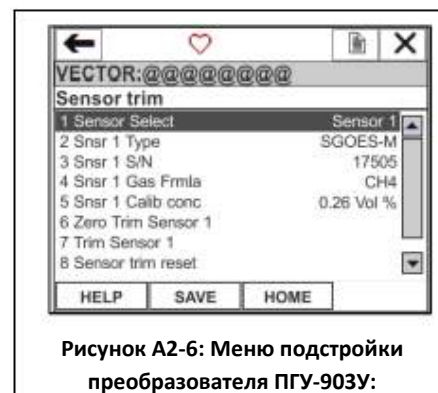 VECTOR:@@@@@@@@
Sensor trim
1 Sensor Select Sensor 1
2 Snsr 1 Type SGOES-M
3 Snsr 1 S/N 17505
4 Snsr 1 Gas Frmla CH4
5 Snsr 1 Calib conc 0.26 Vol %
6 Zero Trim Sensor 1
7 Trim Sensor 1
8 Sensor trim reset
HELP SAVE HOME
Рисунок А2-6: Меню подстройки
преобразователя ПГУ-903У: